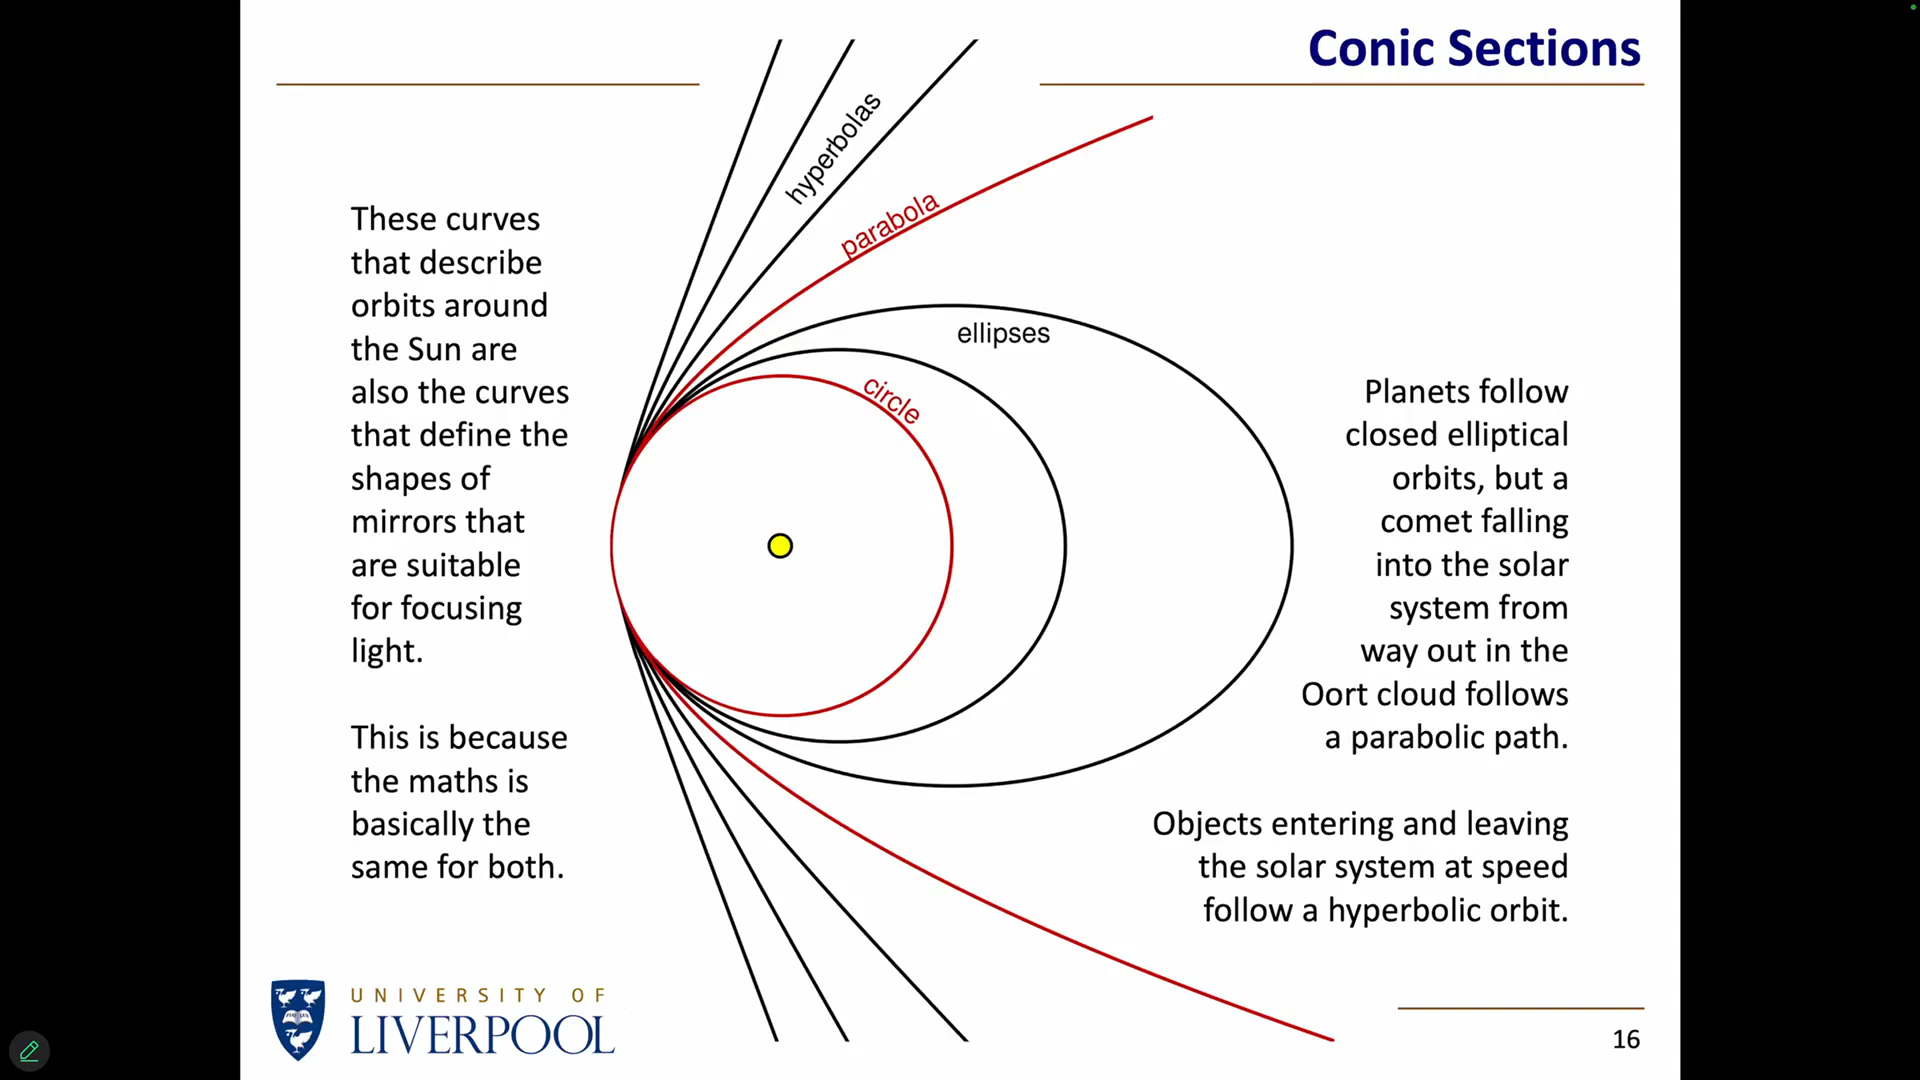 Conic Sections
hyperbolas
parabola
ellipses
circle
These curves
that describe
orbits around
the Sun are
also the curves
that define the
shapes of
mirrors that
are suitable
for focusing
light.
This is because
the maths is
basically the
same for both.
Planets follow
closed elliptical
orbits, but a
comet falling
into the solar
system from
way out in the
Oort cloud follows
a parabolic path.
Objects entering and leaving
the solar system at speed
follow a hyperbolic orbit.
UNIVERSITY OF
LIVERPOOL
16